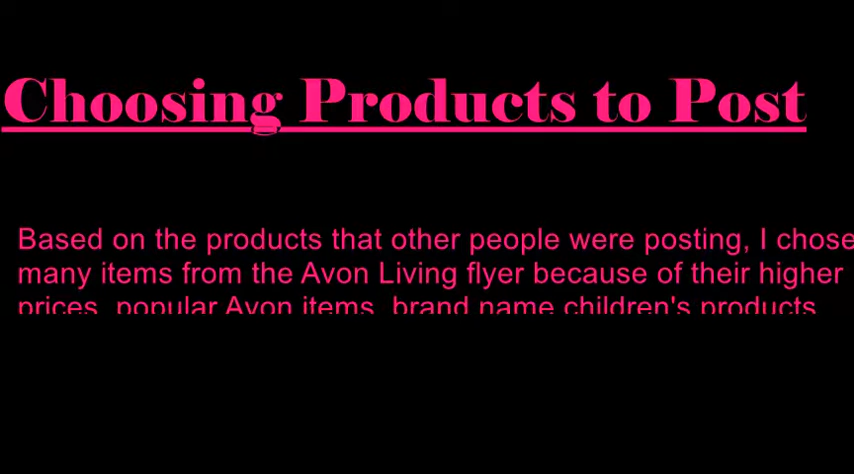 Choosing Products to Post
Based on the products that other people were posting, I chose
many items from the Avon Living flyer because of their higher
prices, popular Avon items, brand name children's products